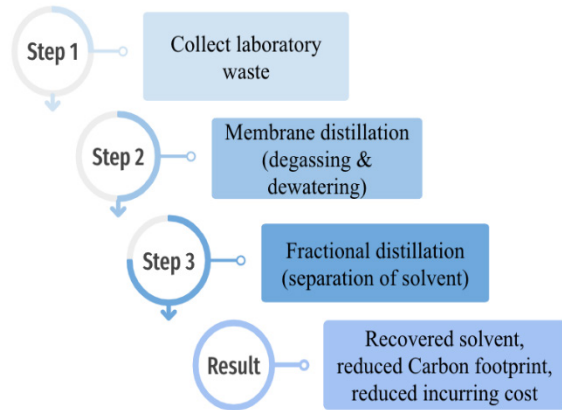 Step 1
Collect laboratory
waste
Step 2
Membrane distillation
(degassing &
dewatering)
Step 3
Fractional distillation
(separation of solvent)
Result
Recovered solvent,
reduced Carbon footprint,
reduced incurring cost